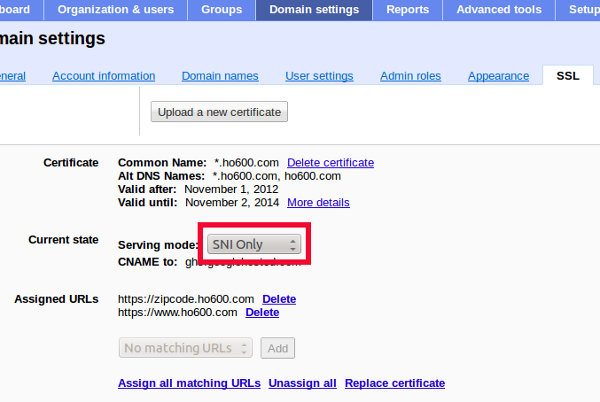 board Organization & users Groups Domain settings Reports Advanced tools Setup
main settings
eneral Account information Domain names User settings Admin roles Appearance SSL
Upload a new certificate
Certificate Common Name: *.ho600.com Delete certificate
Alt DNS Names: *.ho600.com, ho600.com
Valid after: November 1, 2012
Valid until: November 2, 2014 More details
Current state Serving mode: SNI Only
CNAME to: ghs.googlehosted.com
Assigned URLs https://zipcode.ho600.com Delete
https://www.ho600.com Delete
No matching URLs Add
Assign all matching URLs Unassign all Replace certificate